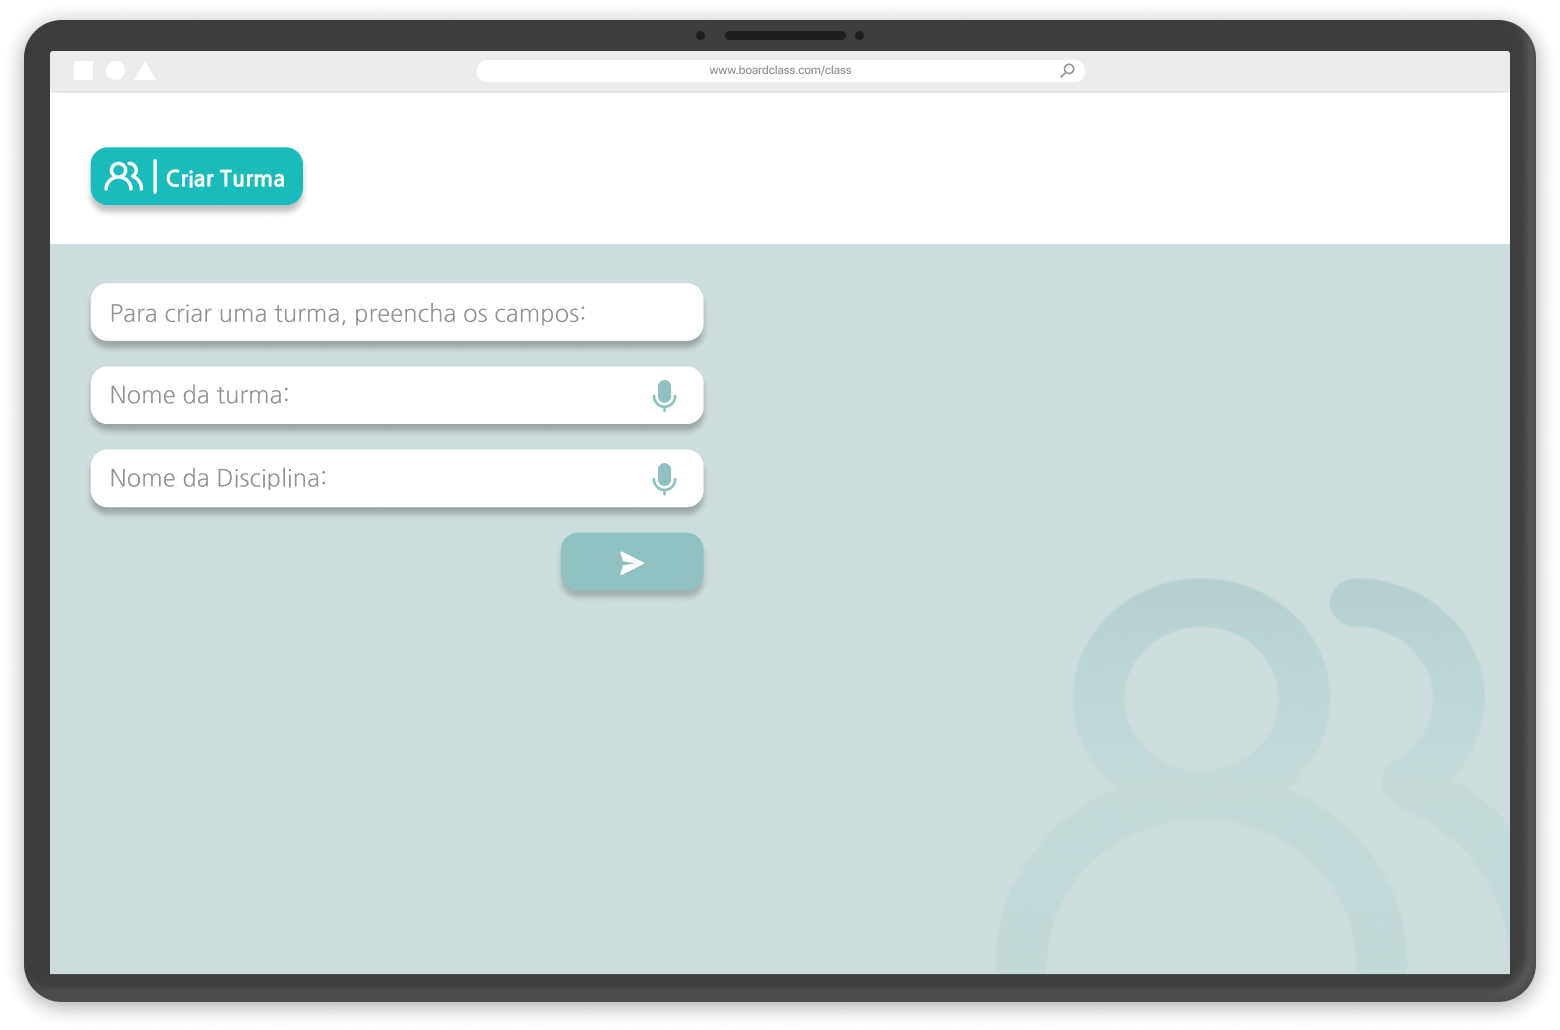 www.boardclass.com/class
Criar Turma
Para criar uma turma, preencha os campos:
Nome da turma:
Nome da Disciplina: